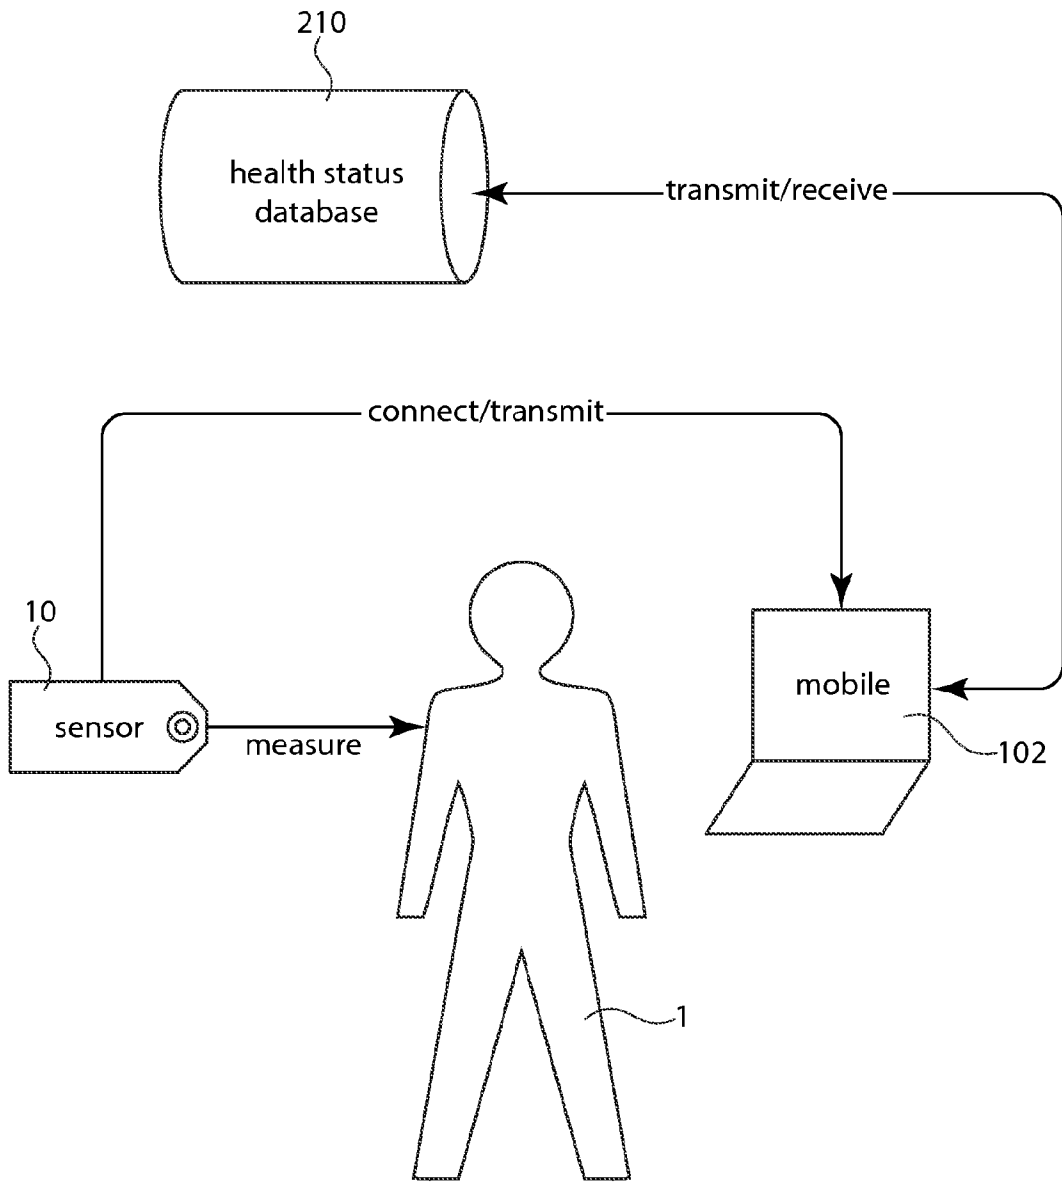 210
health status
database
transmit/receive
connect/transmit
10
sensor
measure
mobile
102
1